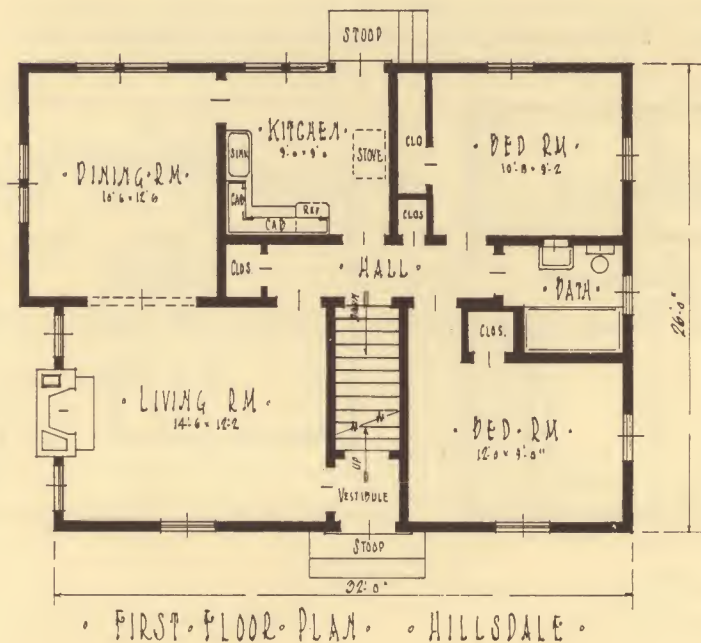 STOOP
· KITCHEN ·
9'-0 × 9'-0
SINK
STOVE
CAB
REF
CAB
CLO
· BED RM ·
10'-8 × 9'-2
· DINING · RM ·
10'-6 × 12'-6
CLOS
CLOS.
· HALL ·
DOWN
· BATH ·
CLOS.
26'-0"
· LIVING RM ·
14'-6 × 12'-2
UP
VESTIBULE
· BED · RM ·
12'-0 × 9'-0"
STOOP
32'-0"
· FIRST · FLOOR · PLAN · · HILLSDALE ·